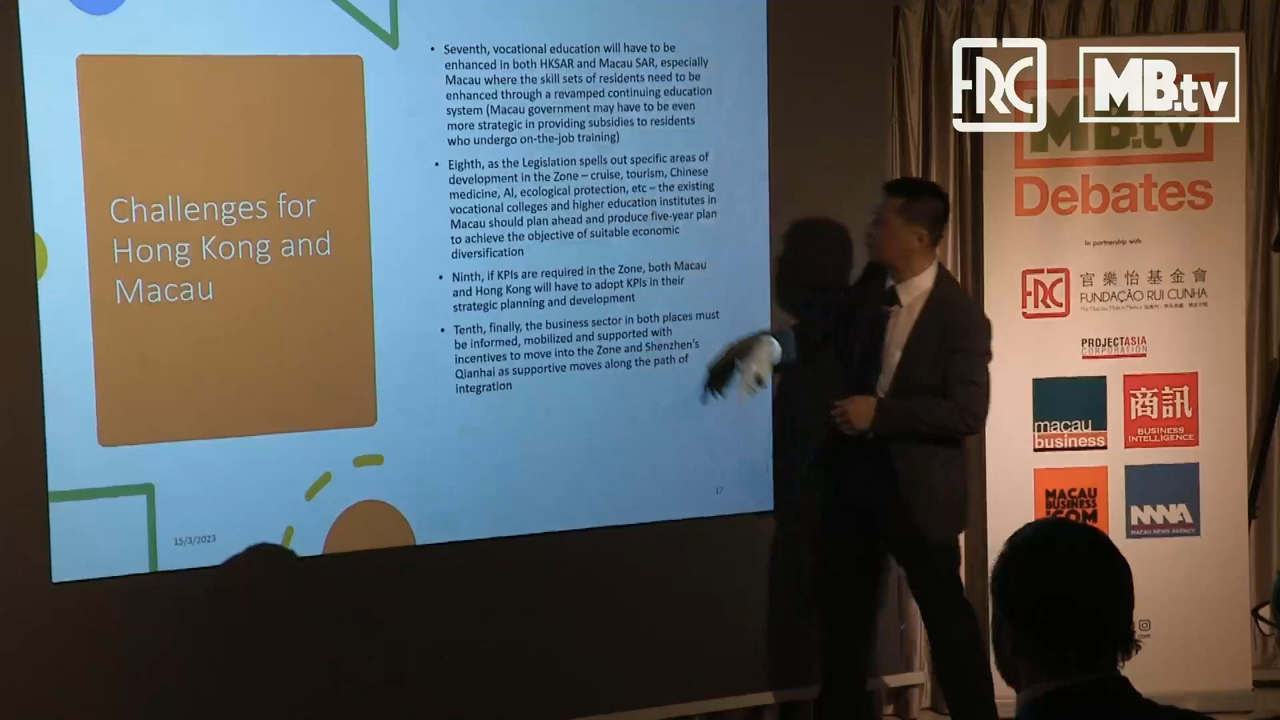 Challenges for
Hong Kong and
Macau
• Seventh, vocational education will have to be
enhanced in both HKSAR and Macau SAR, especially
Macau where the skill sets of residents need to be
enhanced through a revamped continuing education
system (Macau government may have to be even
more strategic in providing subsidies to residents
who undergo on-the-job training)
• Eighth, as the Legislation spells out specific areas of
development in the Zone – cruise, tourism, Chinese
medicine, AI, ecological protection, etc – the existing
vocational colleges and higher education institutes in
Macau should plan ahead and produce five-year plan
to achieve the objective of suitable economic
diversification
• Ninth, if KPIs are required in the Zone, both Macau
and Hong Kong will have to adopt KPIs in their
strategic planning and development
• Tenth, finally, the business sector in both places must
be informed, mobilized and supported with
incentives to move into the Zone and Shenzhen's
Qianhai as supportive moves along the path of
integration
15/3/2023
17
FRC
MB.tv
MB.tv
Debates
In partnership with
FRC
官樂怡基金會
FUNDAÇÃO RUI CUNHA
PROJECTASIA
CORPORATION
macau
business
商訊
BUSINESS
INTELLIGENCE
MACAU
BUSINESS
.COM
MNA
MACAU NEWS AGENCY